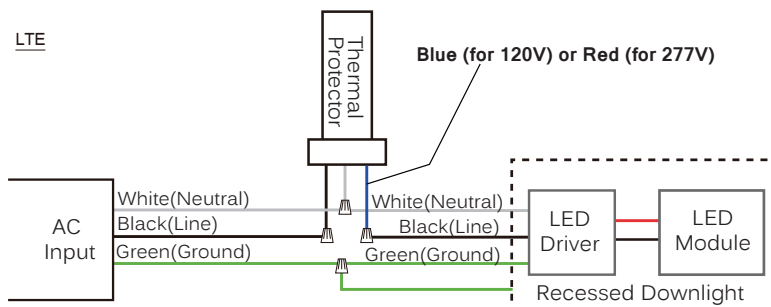 LTE
Thermal
Protector
Blue (for 120V) or Red (for 277V)
AC
Input
White(Neutral)
Black(Line)
Green(Ground)
White(Neutral)
Black(Line)
Green(Ground)
LED
Driver
LED
Module
Recessed Downlight